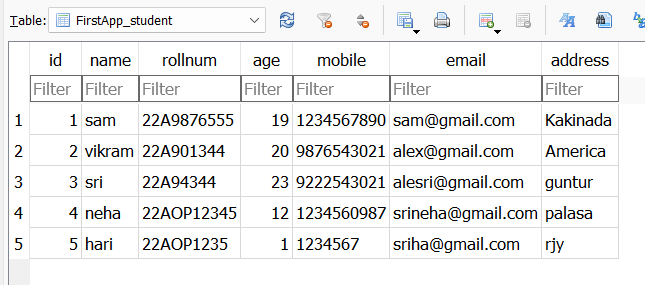 Table: FirstApp_student
id name rollnum age mobile email address
Filter Filter Filter Filter Filter Filter Filter
1 1 sam 22A9876555 19 1234567890 sam@gmail.com Kakinada
2 2 vikram 22A901344 20 9876543021 alex@gmail.com America
3 3 sri 22A94344 23 9222543021 alesri@gmail.com guntur
4 4 neha 22AOP12345 12 1234560987 srineha@gmail.com palasa
5 5 hari 22AOP1235 1 1234567 sriha@gmail.com rjy